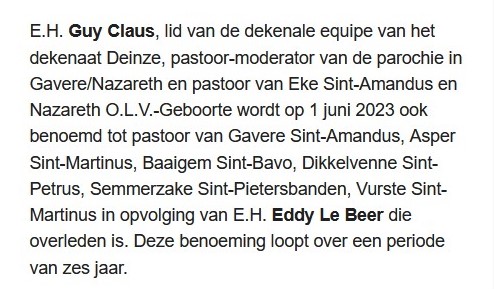 E.H. Guy Claus, lid van de dekenale equipe van het
dekenaat Deinze, pastoor-moderator van de parochie in
Gavere/Nazareth en pastoor van Eke Sint-Amandus en
Nazareth O.L.V.-Geboorte wordt op 1 juni 2023 ook
benoemd tot pastoor van Gavere Sint-Amandus, Asper
Sint-Martinus, Baaigem Sint-Bavo, Dikkelvenne Sint-
Petrus, Semmerzake Sint-Pietersbanden, Vurste Sint-
Martinus in opvolging van E.H. Eddy Le Beer die
overleden is. Deze benoeming loopt over een periode
van zes jaar.